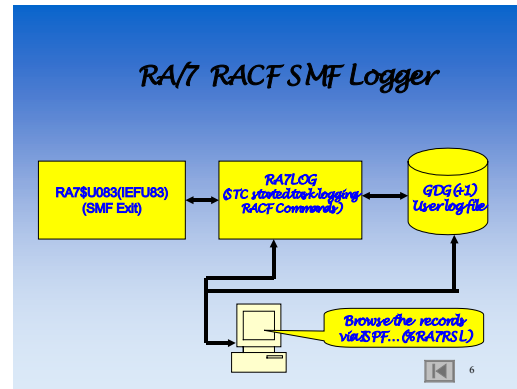 RA/7 RACF SMF Logger
RA7$U083(IEFU83)
(SMF Exit)
RA7LOG
(STC started task logging
RACF Commands)
GDG (+1)
User log file
Browse the records
via ISPF... (%RA7RSL)
6